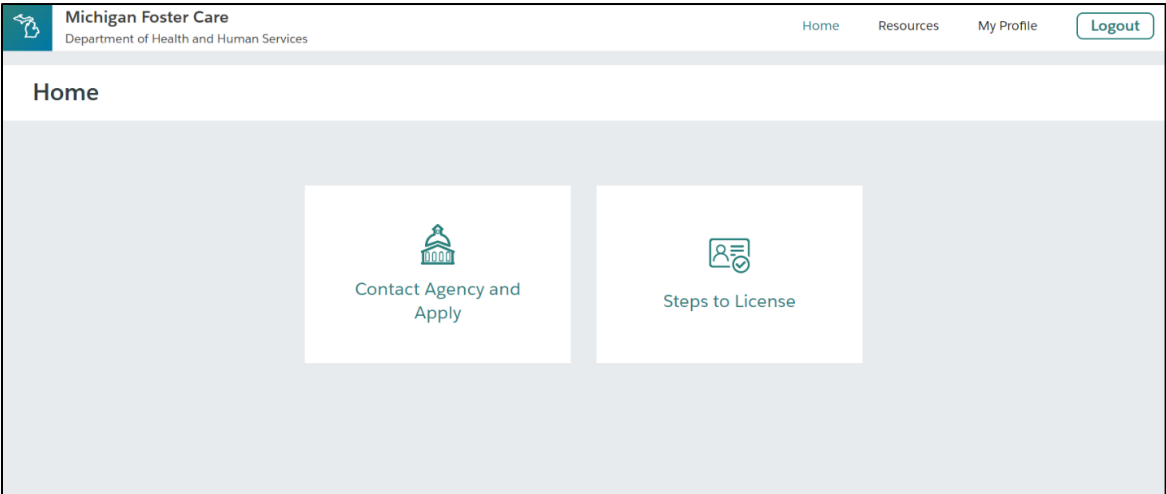 Michigan Foster Care
Department of Health and Human Services
Home
Resources
My Profile
Logout
Home
Contact Agency and
Apply
Steps to License